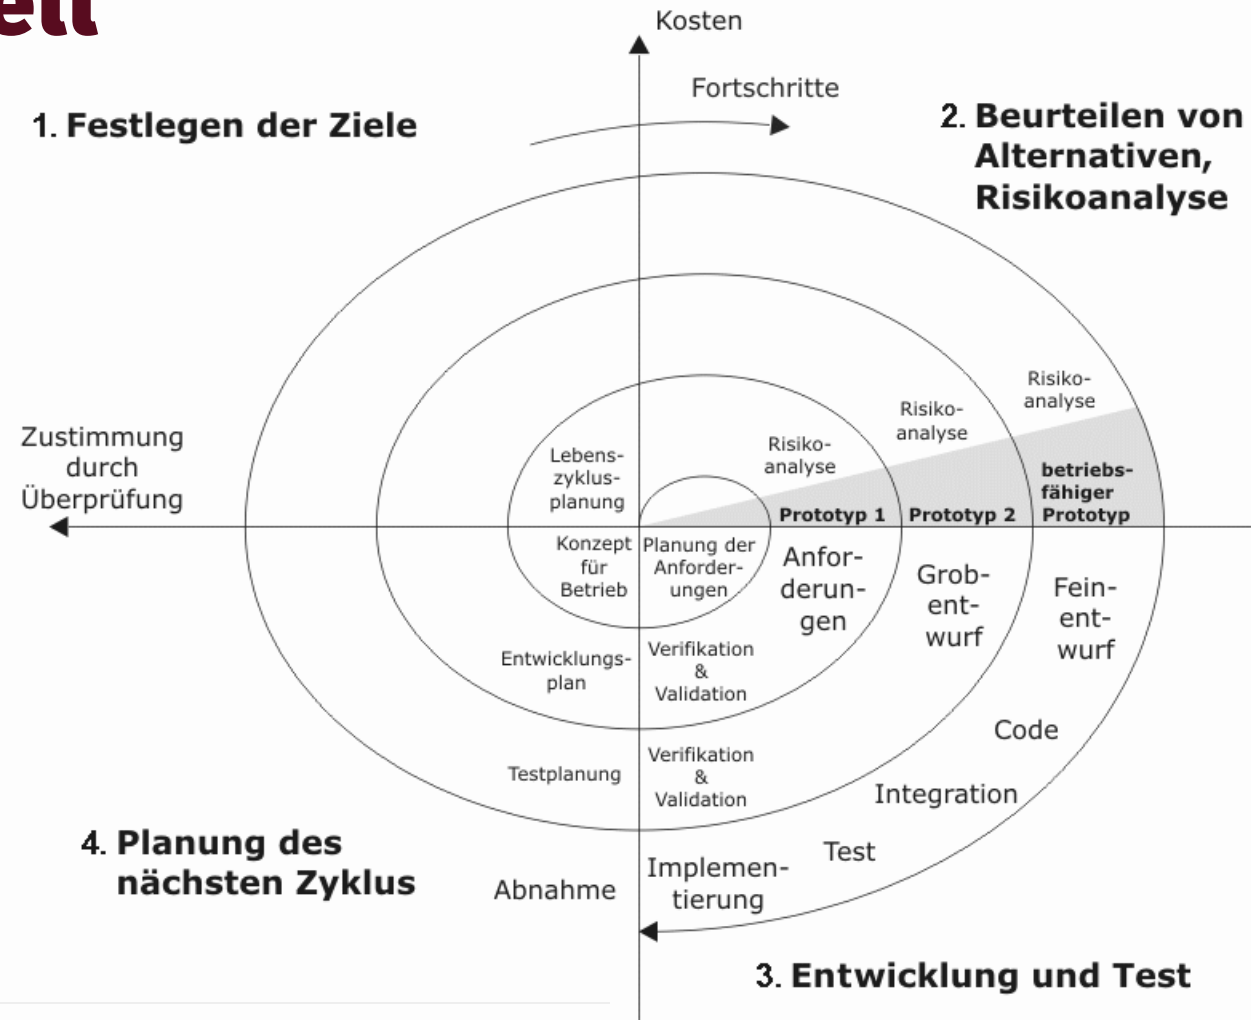 ell
Kosten
Fortschritte
1. Festlegen der Ziele
2. Beurteilen von
Alternativen,
Risikoanalyse
Zustimmung
durch
Überprüfung
Lebens-
zyklus-
planung
Risiko-
analyse
Risiko-
analyse
Risiko-
analyse
Prototyp 1
Prototyp 2
betriebs-
fähiger
Prototyp
Konzept
für
Betrieb
Planung der
Anforder-
ungen
Anfor-
derun-
gen
Grob-
ent-
wurf
Fein-
ent-
wurf
Entwicklungs-
plan
Verifikation
&
Validation
Code
Testplanung
Verifikation
&
Validation
Integration
Test
Implemen-
tierung
Abnahme
4. Planung des
nächsten Zyklus
3. Entwicklung und Test